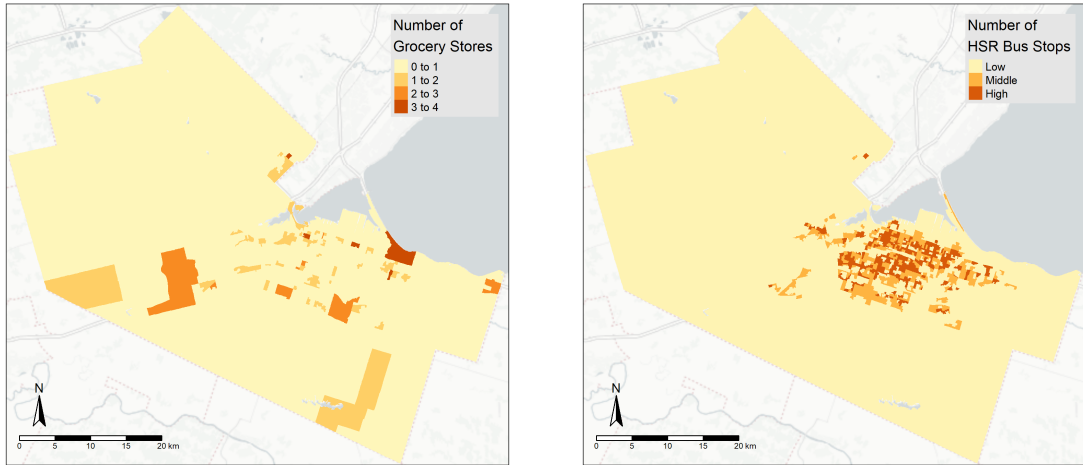 Number of
Grocery Stores
0 to 1
1 to 2
2 to 3
3 to 4
N
0 5 10 15 20 km
Number of
HSR Bus Stops
Low
Middle
High
N
0 5 10 15 20 km